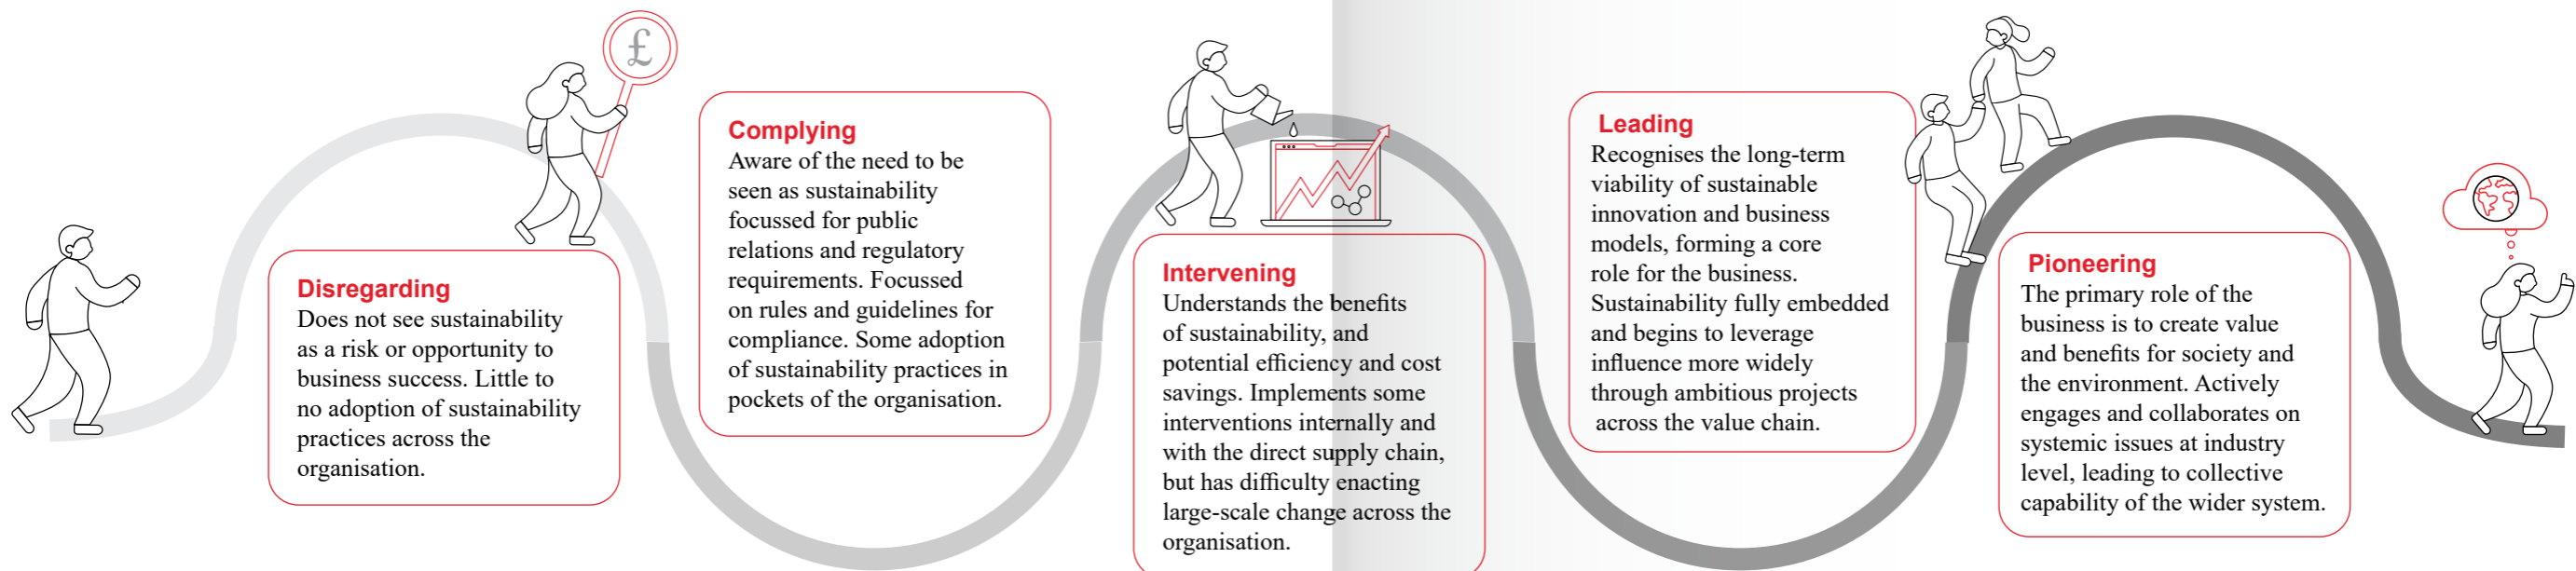 £
Disregarding
Does not see sustainability
as a risk or opportunity to
business success. Little to
no adoption of sustainability
practices across the
organisation.
Complying
Aware of the need to be
seen as sustainability
focussed for public
relations and regulatory
requirements. Focussed
on rules and guidelines for
compliance. Some adoption
of sustainability practices in
pockets of the organisation.
Intervening
Understands the benefits
of sustainability, and
potential efficiency and cost
savings. Implements some
interventions internally and
with the direct supply chain,
but has difficulty enacting
large-scale change across the
organisation.
Leading
Recognises the long-term
viability of sustainable
innovation and business
models, forming a core
role for the business.
Sustainability fully embedded
and begins to leverage
influence more widely
through ambitious projects
across the value chain.
Pioneering
The primary role of the
business is to create value
and benefits for society and
the environment. Actively
engages and collaborates on
systemic issues at industry
level, leading to collective
capability of the wider system.